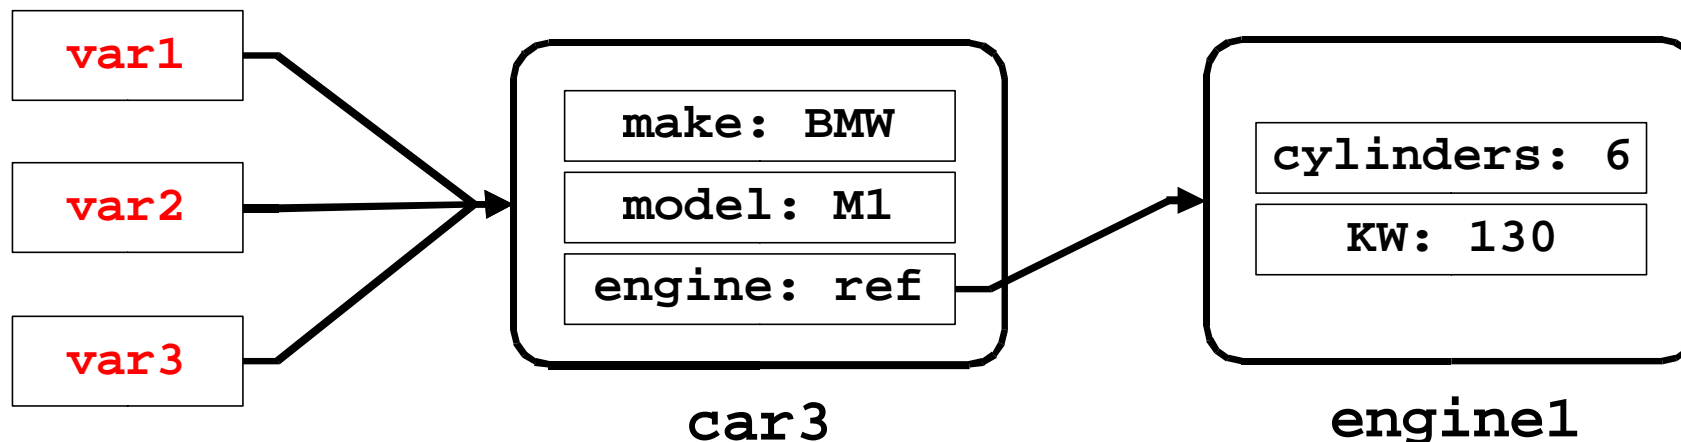 var1
var2
var3
make: BMW
model: M1
engine: ref
car3
cylinders: 6
KW: 130
engine1